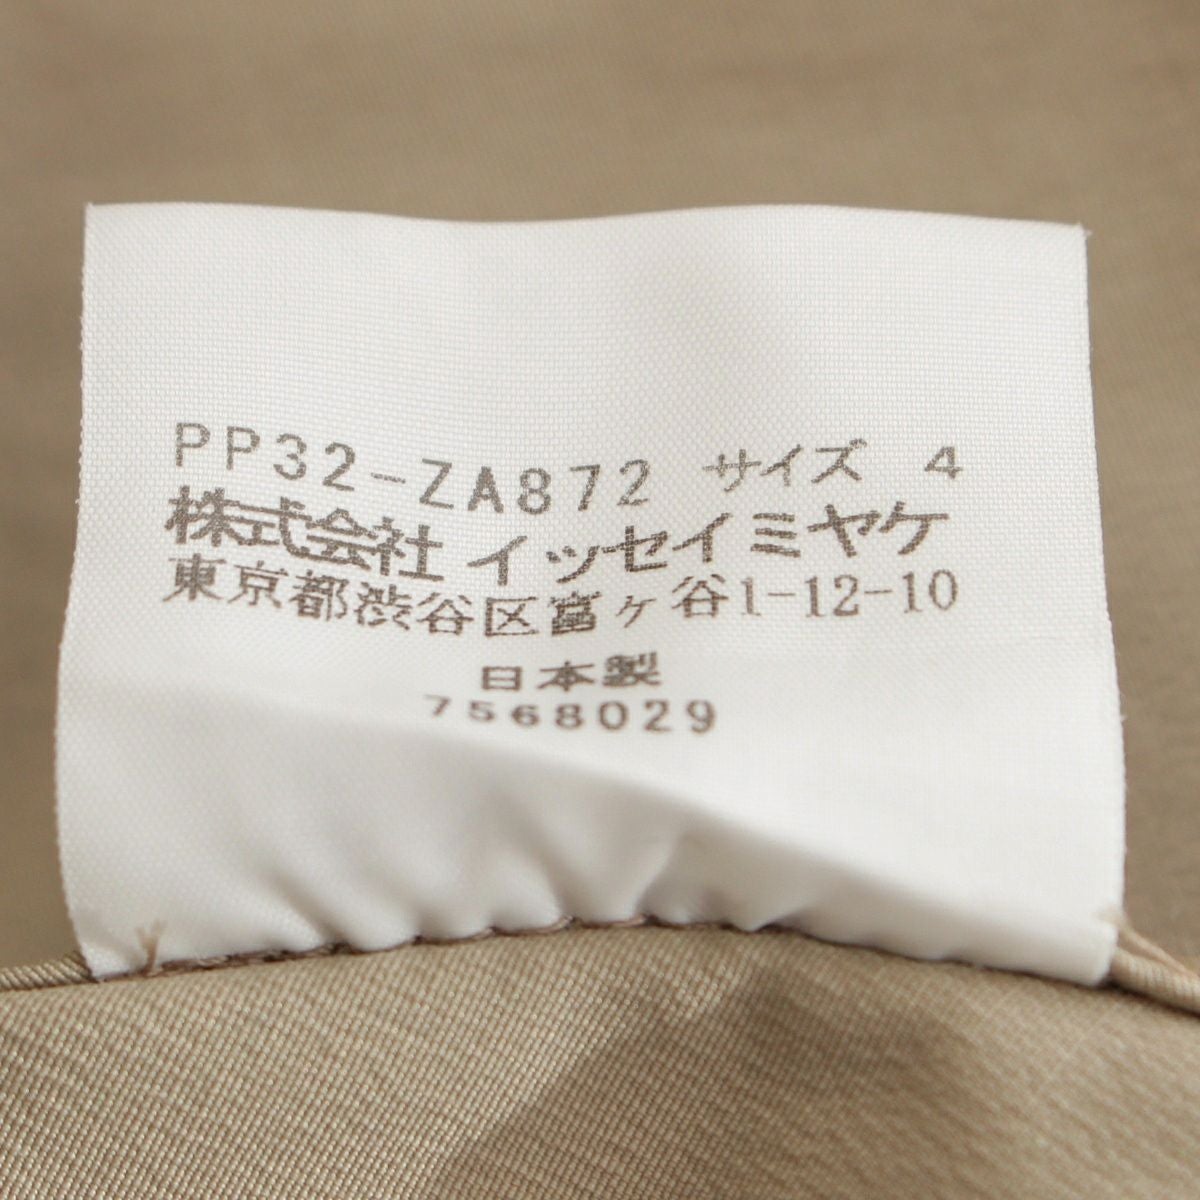 PP32-ZA872 サイズ 4
株式会社 イッセイミヤケ
東京都渋谷区富ヶ谷1-12-10
日本製
7568029